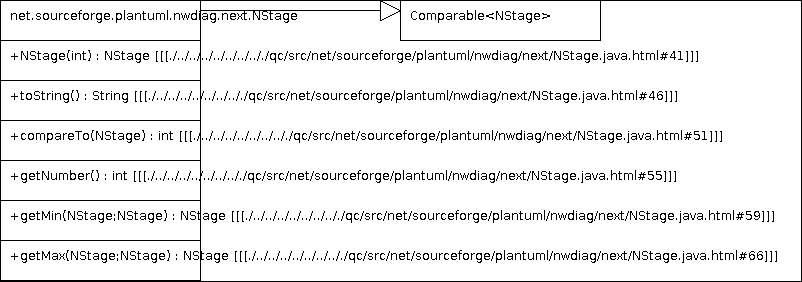 net.sourceforge.plantuml.nwdiag.next.NStage
Comparable<NStage>
+NStage(int) : NStage [[[./../../../../../../../../qc/src/net/sourceforge/plantuml/nwdiag/next/NStage.java.html#41]]]
+toString() : String [[[./../../../../../../../../qc/src/net/sourceforge/plantuml/nwdiag/next/NStage.java.html#46]]]
+compareTo(NStage) : int [[[./../../../../../../../../qc/src/net/sourceforge/plantuml/nwdiag/next/NStage.java.html#51]]]
+getNumber() : int [[[./../../../../../../../../qc/src/net/sourceforge/plantuml/nwdiag/next/NStage.java.html#55]]]
+getMin(NStage;NStage) : NStage [[[./../../../../../../../../qc/src/net/sourceforge/plantuml/nwdiag/next/NStage.java.html#59]]]
+getMax(NStage;NStage) : NStage [[[./../../../../../../../../qc/src/net/sourceforge/plantuml/nwdiag/next/NStage.java.html#66]]]